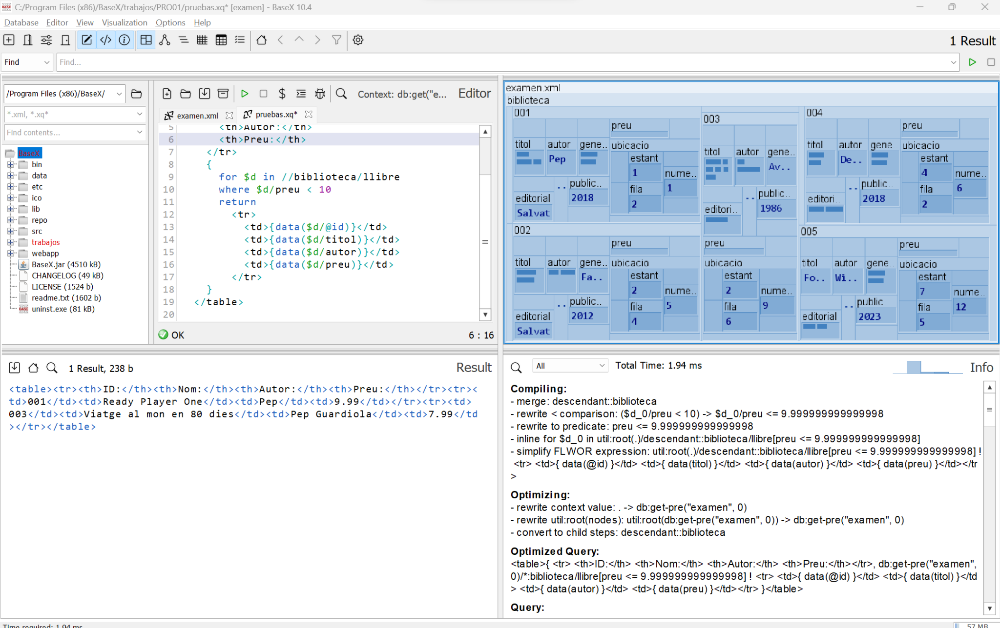 C:/Program Files (x86)/BaseX/trabajos/PRO01/pruebas.xq* [examen] - BaseX 10.4
Database Editor View Visualization Options Help
1 Result
Find
Find...
/Program Files (x86)/BaseX/
*.xml, *.xq*
Find contents...
BaseX
bin
data
etc
ico
lib
repo
src
trabajos
webapp
BaseX.jar (4510 kB)
CHANGELOG (49 kB)
LICENSE (1524 b)
readme.txt (1602 b)
uninst.exe (81 kB)
Context: db:get("e...
Editor
examen.xml
pruebas.xq*
5 <th>Autor:</th>
6 <th>Preu:</th>
7 </tr>
8 {
9 for $d in //biblioteca/llibre
10 where $d/preu < 10
11 return
12 <tr>
13 <td>{data($d/@id)}</td>
14 <td>{data($d/titol)}</td>
15 <td>{data($d/autor)}</td>
16 <td>{data($d/preu)}</td>
17 </tr>
18 }
19 </table>
20
OK
6 : 16
examen.xml
biblioteca
001
preu
titol autor gene.. ubicacio
Pep
estant
1
nume..
1
fila
2
.. public..
2018
editorial
Salvat
002
preu
titol autor gene.. ubicacio
Fa..
estant
2
nume..
5
fila
4
.. public..
2012
editorial
Salvat
003
titol autor gene..
Av..
.. public..
1986
editori..
preu
ubicacio
estant
2
nume..
9
fila
6
004
preu
titol autor gene.. ubicacio
De..
estant
4
nume..
6
fila
2
.. public..
2018
editori..
005
preu
titol autor gene.. ubicacio
Fo.. Wi..
estant
7
nume..
12
fila
5
.. public..
2023
editorial
1 Result, 238 b
Result
<table><tr><th>ID:</th><th>Nom:</th><th>Autor:</th><th>Preu:</th></tr><tr><
td>001</td><td>Ready Player One</td><td>Pep</td><td>9.99</td></tr><tr><td>
003</td><td>Viatge al mon en 80 dies</td><td>Pep Guardiola</td><td>7.99</td
></tr></table>
All
Total Time: 1.94 ms
Info
Compiling:
- merge: descendant::biblioteca
- rewrite < comparison: ($d_0/preu < 10) -> $d_0/preu <= 9.999999999999998
- rewrite to predicate: preu <= 9.999999999999998
- inline for $d_0 in util:root(.)/descendant::biblioteca/llibre[preu <= 9.999999999999998]
- simplify FLWOR expression: util:root(.)/descendant::biblioteca/llibre[preu <= 9.999999999999998] !
<tr> <td>{ data(@id) }</td> <td>{ data(titol) }</td> <td>{ data(autor) }</td> <td>{ data(preu) }</td></tr
>
Optimizing:
- rewrite context value: . -> db:get-pre("examen", 0)
- rewrite util:root(nodes): util:root(db:get-pre("examen", 0)) -> db:get-pre("examen", 0)
- convert to child steps: descendant::biblioteca
Optimized Query:
<table>{ <tr> <th>ID:</th> <th>Nom:</th> <th>Autor:</th> <th>Preu:</th></tr>, db:get-pre("examen",
0)/*:biblioteca/llibre[preu <= 9.999999999999998] ! <tr> <td>{ data(@id) }</td> <td>{ data(titol) }</td
> <td>{ data(autor) }</td> <td>{ data(preu) }</td></tr> }</table>
Query:
Time required: 1.94 ms
57 MB